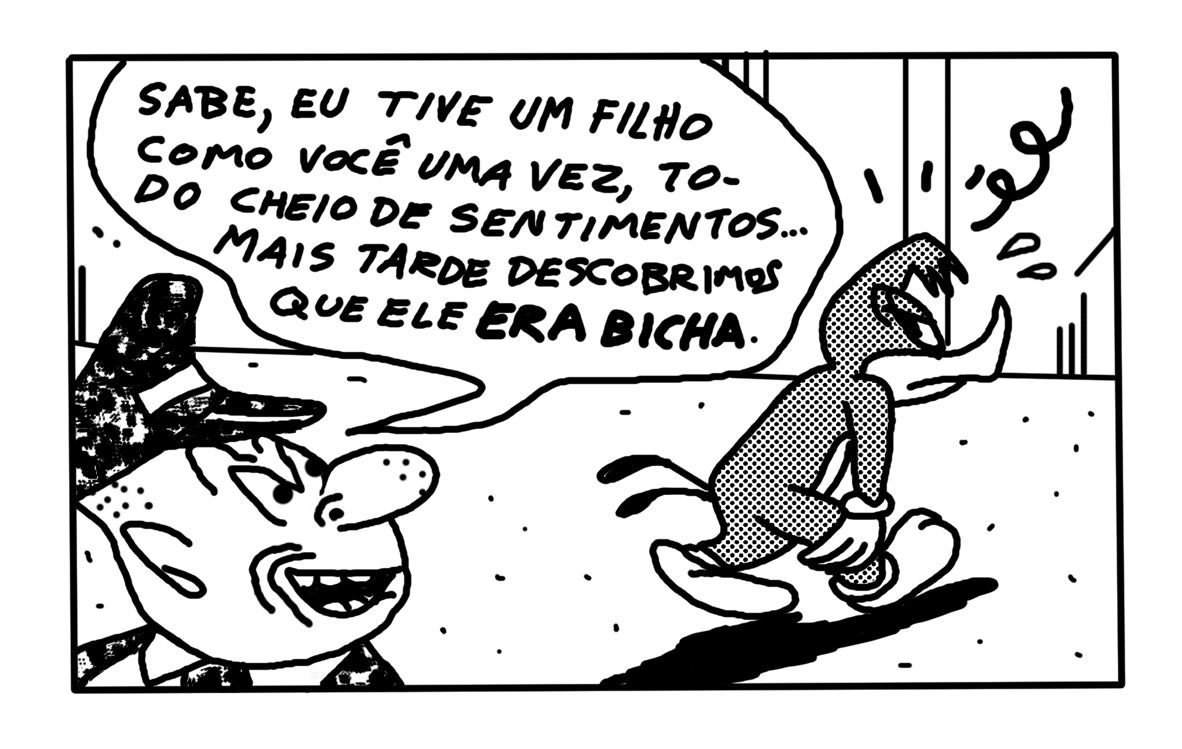 SABE, EU TIVE UM FILHO
COMO VOCÊ UMA VEZ, TO-
DO CHEIO DE SENTIMENTOS...
MAIS TARDE DESCOBRIMOS
QUE ELE ERA BICHA.